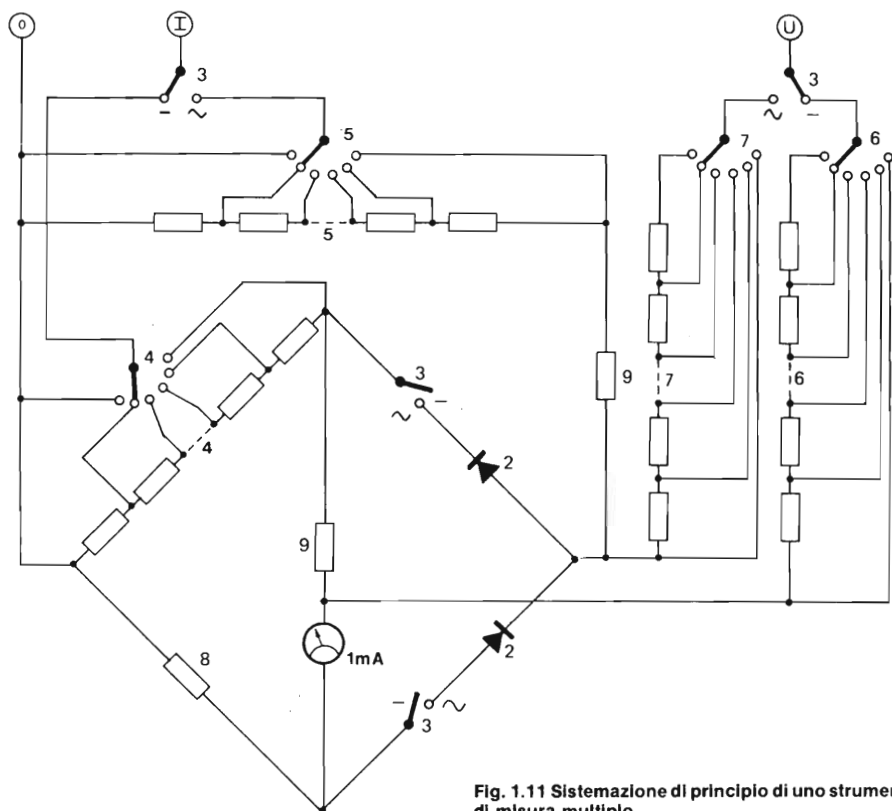 O I U
3 3
− ~ ~ −
5 7 6
5
4 3 9 7 6
~ −
4 2
9
8 1mA 2
− ~
3
Fig. 1.11 Sistemazione di principio di uno strumen
di misura multiplo